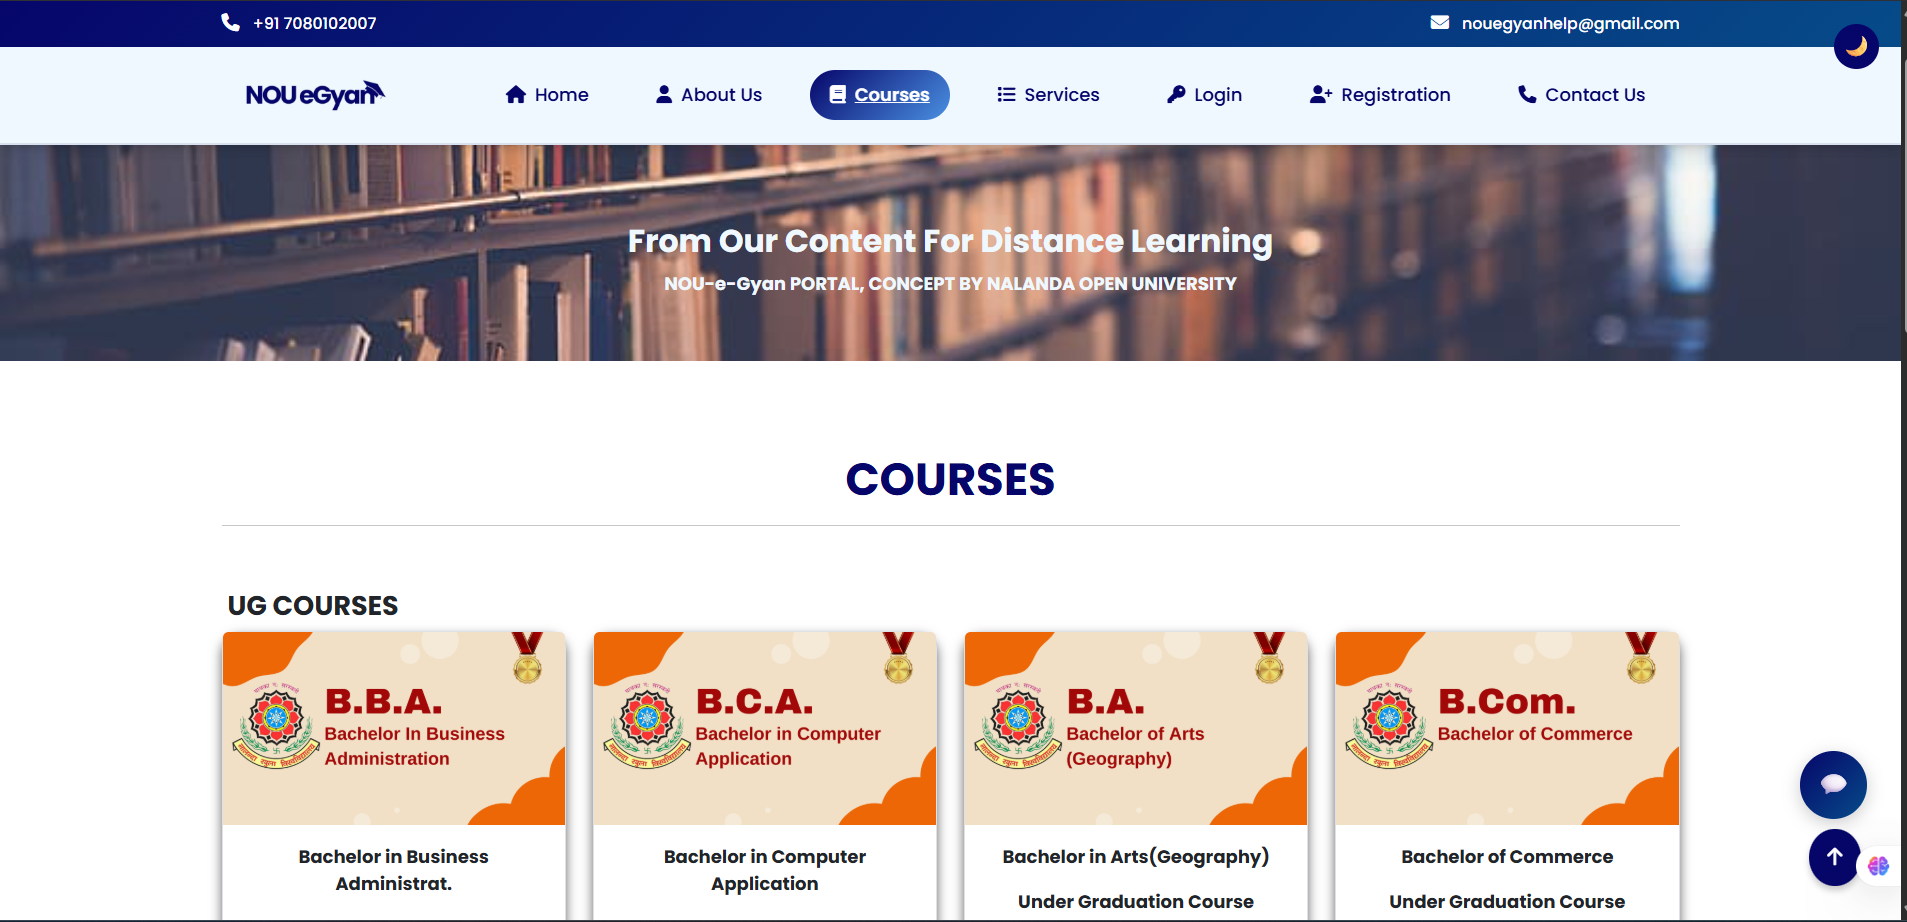 +91 7080102007
nouegyanhelp@gmail.com
NOU eGyan
Home
About Us
Courses
Services
Login
Registration
Contact Us
From Our Content For Distance Learning
NOU-e-Gyan PORTAL, CONCEPT BY NALANDA OPEN UNIVERSITY
COURSES
UG COURSES
B.B.A.
Bachelor In Business
Administration
B.C.A.
Bachelor in Computer
Application
B.A.
Bachelor of Arts
(Geography)
B.Com.
Bachelor of Commerce
Bachelor in Business
Administrat.
Bachelor in Computer
Application
Bachelor in Arts(Geography)
Under Graduation Course
Bachelor of Commerce
Under Graduation Course